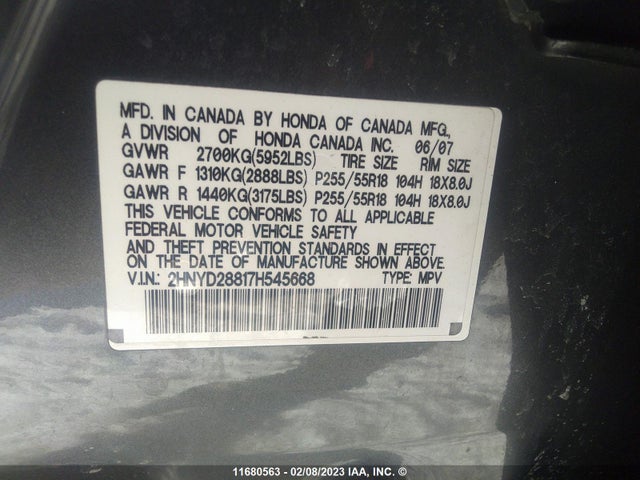 MFD. IN CANADA BY HONDA OF CANADA MFG.,
A DIVISION OF HONDA CANADA INC. 06/07
GVWR 2700KG(5952LBS) TIRE SIZE RIM SIZE
GAWR F 1310KG(2888LBS) P255/55R18 104H 18X8.0J
GAWR R 1440KG(3175LBS) P255/55R18 104H 18X8.0J
THIS VEHICLE CONFORMS TO ALL APPLICABLE
FEDERAL MOTOR VEHICLE SAFETY
AND THEFT PREVENTION STANDARDS IN EFFECT
ON THE DATE OF MANUFACTURE SHOWN ABOVE.
V.I.N.: 2HNYD28817H545668 TYPE: MPV
11680563 - 02/08/2023 IAA, INC. ©